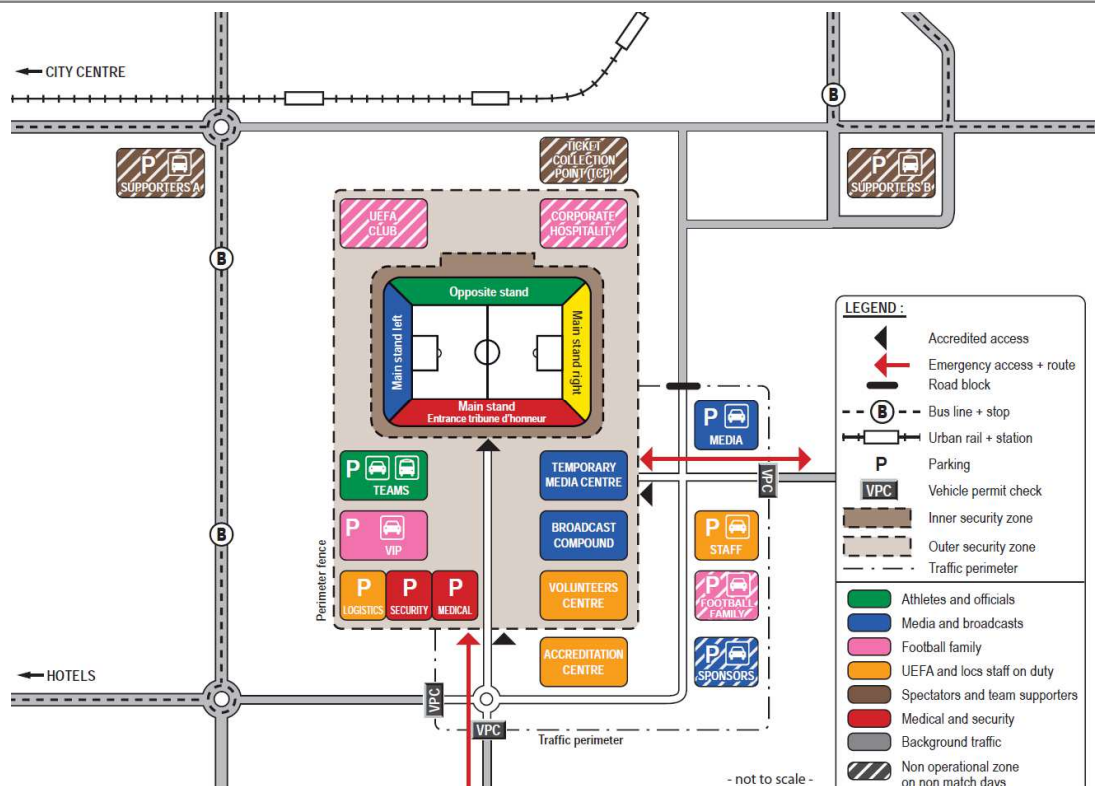 CITY CENTRE
B
P
SUPPORTERS A
TICKET
COLLECTION
POINT (TCP)
P
SUPPORTERS B
UEFA
CLUB
CORPORATE
HOSPITALITY
B
Opposite stand
Main stand left
Main stand right
Main stand
Entrance tribune d'honneur
P
TEAMS
TEMPORARY
MEDIA CENTRE
P
MEDIA
VPC
P
VIP
BROADCAST
COMPOUND
P
STAFF
B
Perimeter fence
P
LOGISTICS
P
SECURITY
P
MEDICAL
VOLUNTEERS
CENTRE
P
FOOTBALL
FAMILY
ACCREDITATION
CENTRE
P
SPONSORS
HOTELS
VPC
VPC
Traffic perimeter
- not to scale -
LEGEND :
Accredited access
Emergency access + route
Road block
B Bus line + stop
Urban rail + station
P Parking
VPC Vehicle permit check
Inner security zone
Outer security zone
Traffic perimeter
Athletes and officials
Media and broadcasts
Football family
UEFA and locs staff on duty
Spectators and team supporters
Medical and security
Background traffic
Non operational zone
on non match days